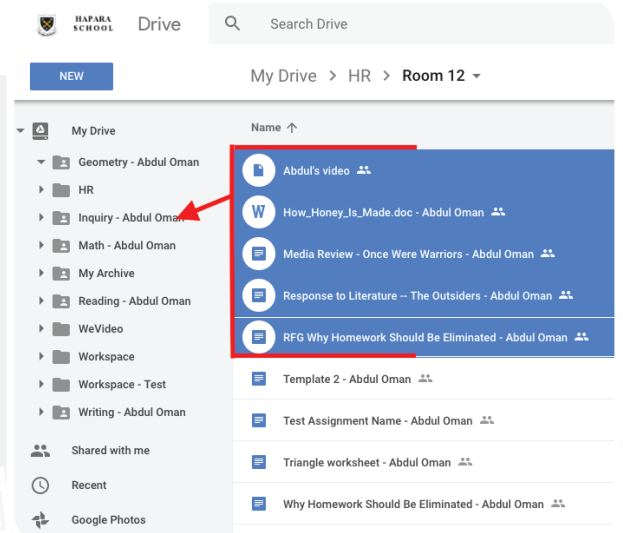 HAPARA
SCHOOL
Drive
Search Drive
NEW
My Drive > HR > Room 12
My Drive
Geometry - Abdul Oman
HR
Inquiry - Abdul Oman
Math - Abdul Oman
My Archive
Reading - Abdul Oman
WeVideo
Workspace
Workspace - Test
Writing - Abdul Oman
Shared with me
Recent
Google Photos
Name
Abdul's video
W How_Honey_Is_Made.doc - Abdul Oman
Media Review - Once Were Warriors - Abdul Oman
Response to Literature -- The Outsiders - Abdul Oman
RFG Why Homework Should Be Eliminated - Abdul Oman
Template 2 - Abdul Oman
Test Assignment Name - Abdul Oman
Triangle worksheet - Abdul Oman
Why Homework Should Be Eliminated - Abdul Oman